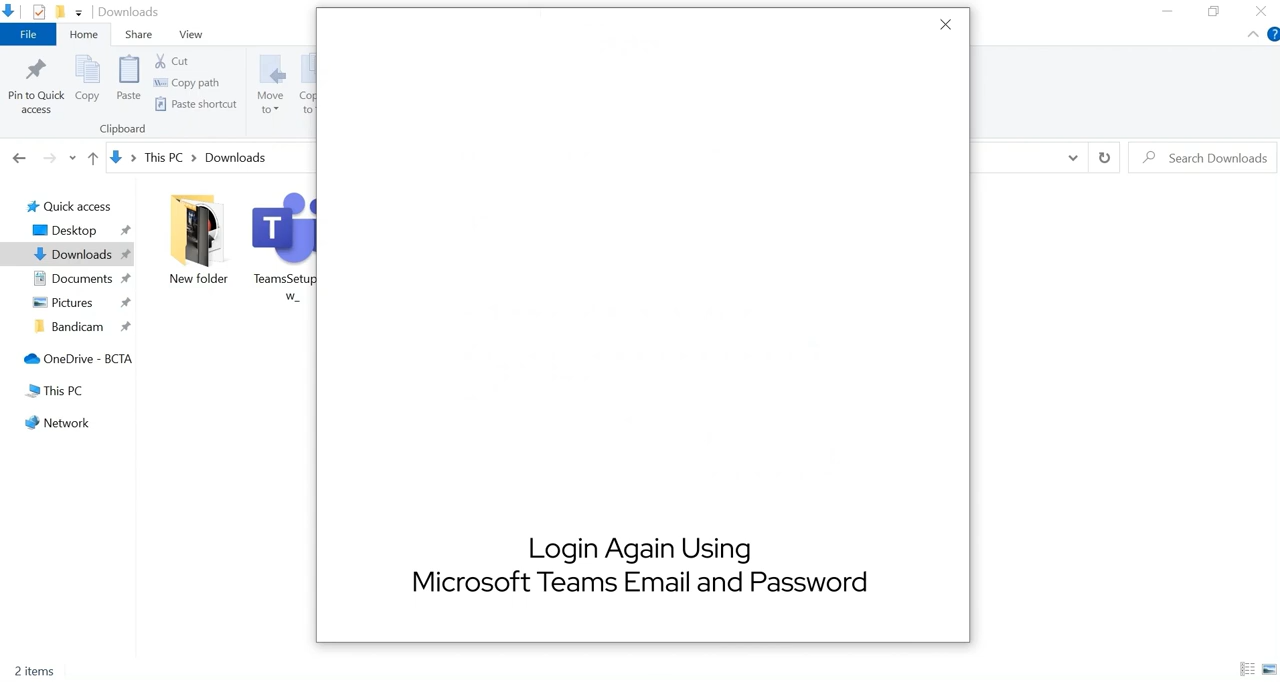 Downloads
File
Home
Share
View
Pin to Quick
access
Copy
Paste
Cut
Copy path
Paste shortcut
Clipboard
Move
to
Cop
to
This PC
Downloads
Search Downloads
Quick access
Desktop
Downloads
Documents
Pictures
Bandicam
OneDrive - BCTA
This PC
Network
New folder
T
TeamsSetup
w_
Login Again Using
Microsoft Teams Email and Password
2 items